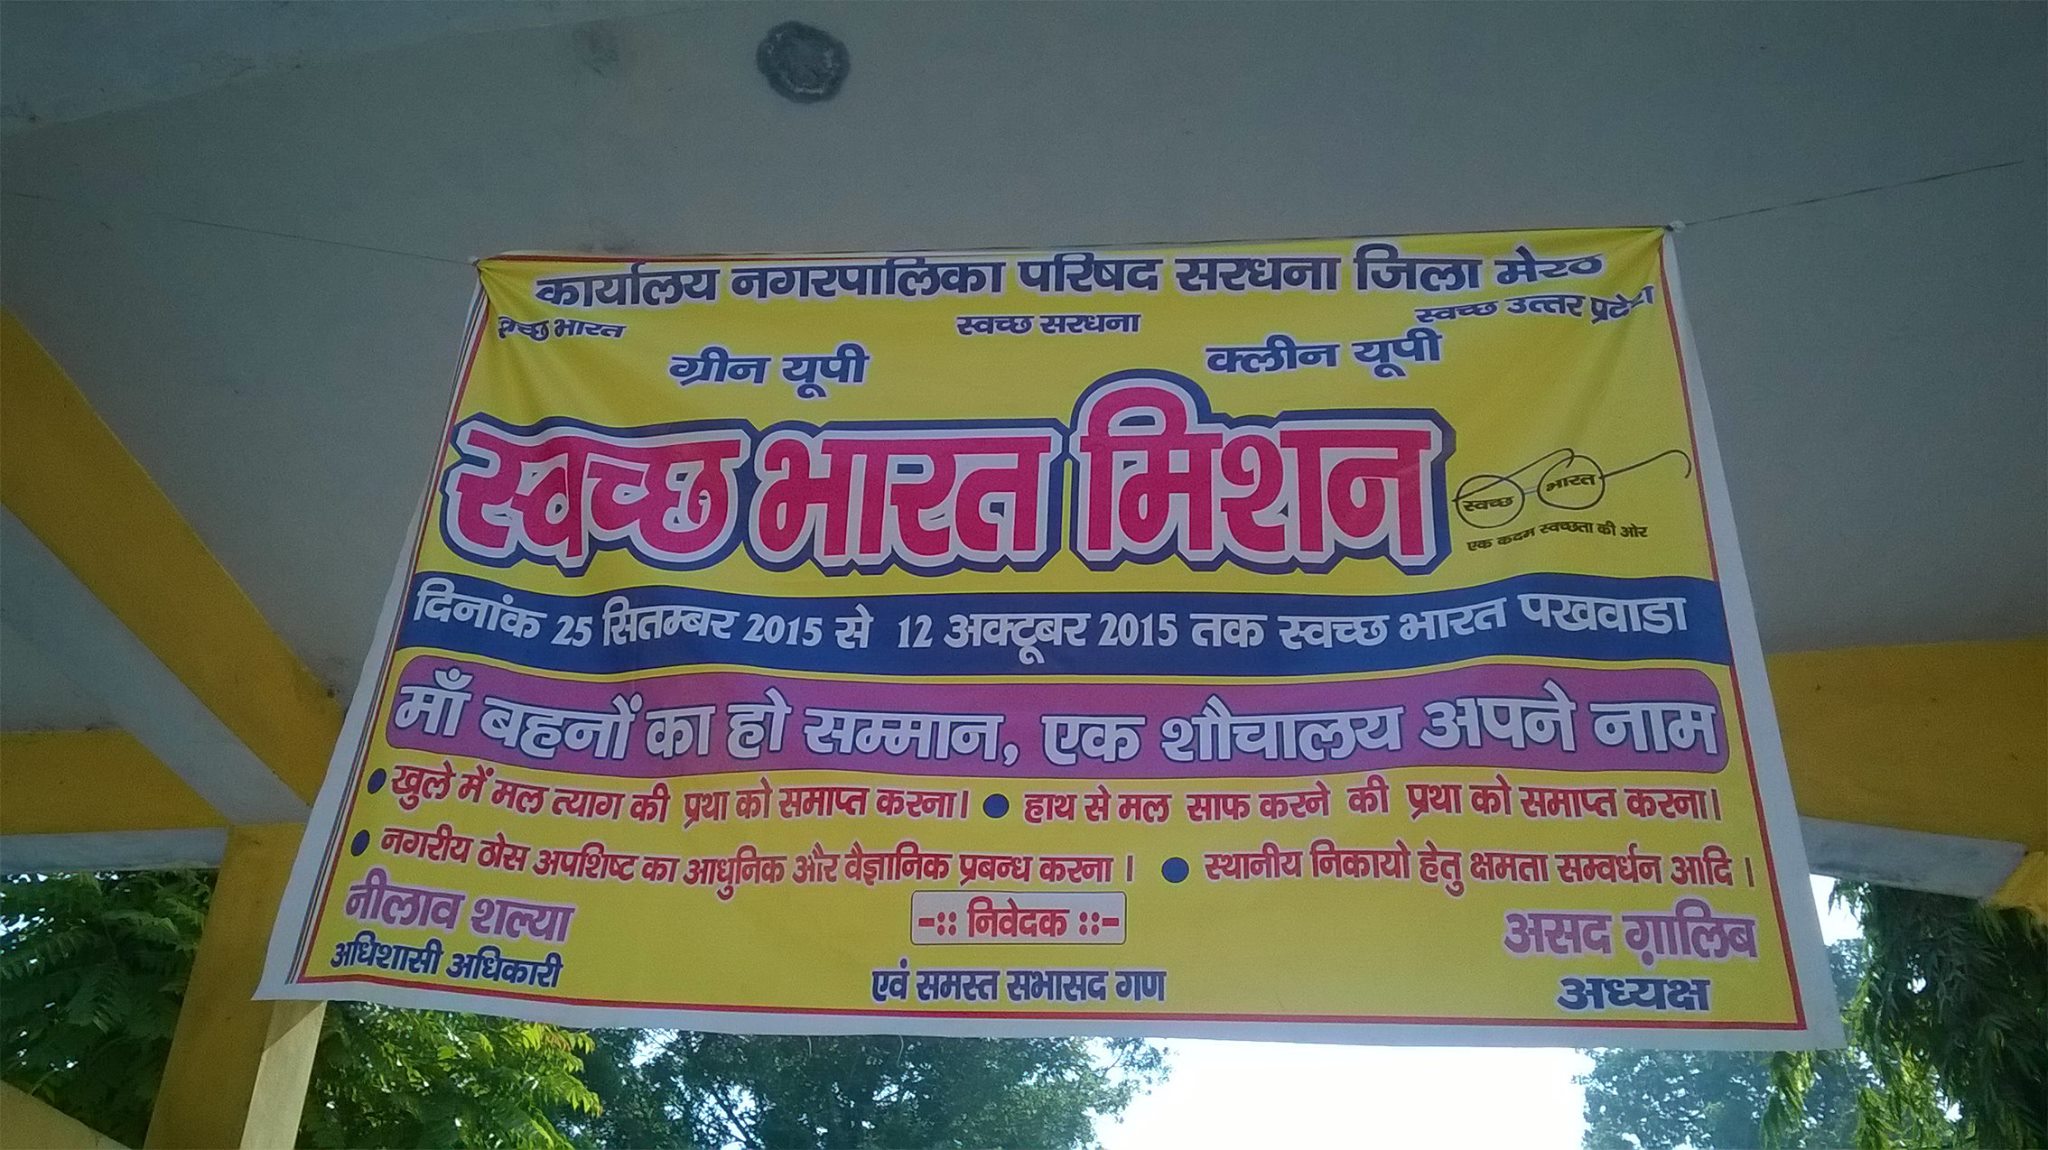 कार्यालय नगरपालिका परिषद सरधना जिला मेरठ
स्वच्छ भारत स्वच्छ सरधना स्वच्छ उत्तर प्रदेश
ग्रीन यूपी क्लीन यूपी
स्वच्छ भारत मिशन
स्वच्छ भारत
एक कदम स्वच्छता की ओर
दिनांक 25 सितम्बर 2015 से 12 अक्टूबर 2015 तक स्वच्छ भारत पखवाडा
माँ बहनों का हो सम्मान, एक शौचालय अपने नाम
● खुले में मल त्याग की प्रथा को समाप्त करना। ● हाथ से मल साफ करने की प्रथा को समाप्त करना।
● नगरीय ठोस अपशिष्ट का आधुनिक और वैज्ञानिक प्रबन्ध करना। ● स्थानीय निकायो हेतु क्षमता सम्वर्धन आदि।
-:: निवेदक ::-
नीलाव शल्या
अधिशासी अधिकारी
एवं समस्त सभासद गण
असद ग़ालिब
अध्यक्ष